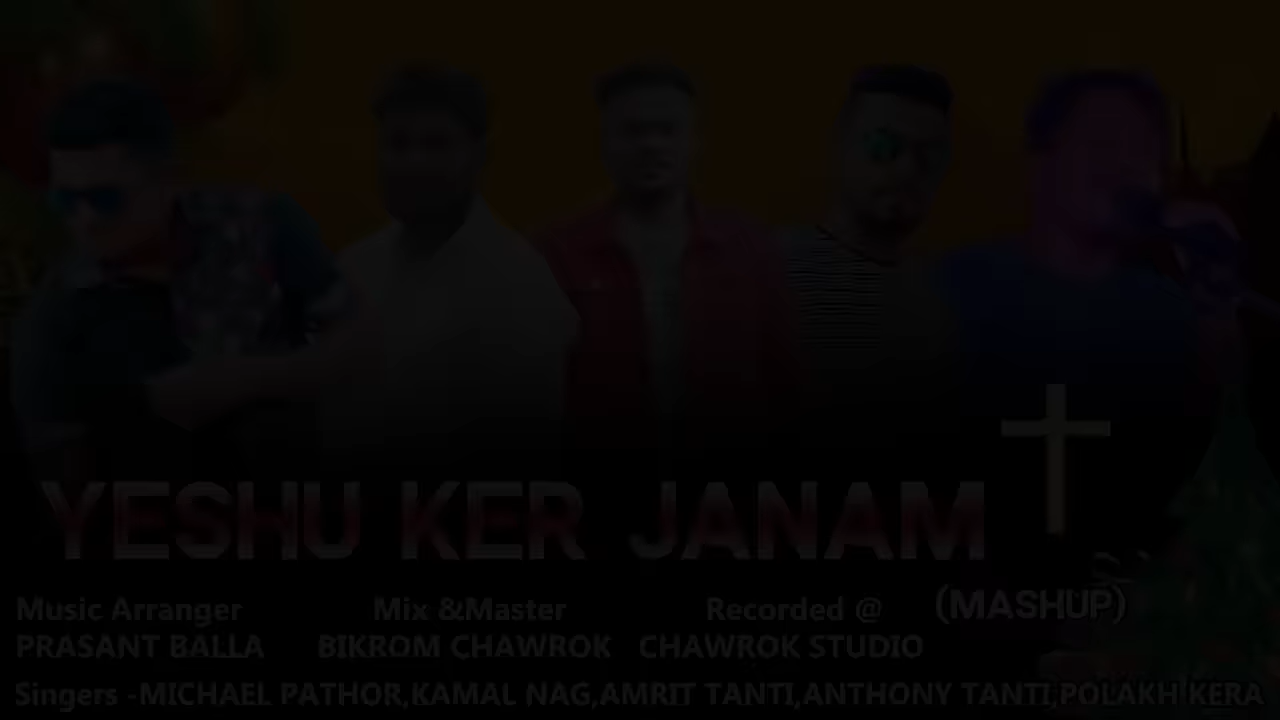 YESHU KER JANAM
(MASHUP)
Music Arranger Mix &Master Recorded @
PRASANT BALLA BIKROM CHAWROK CHAWROK STUDIO
Singers -MICHAEL PATHOR,KAMAL NAG,AMRIT TANTI,ANTHONY TANTI,POLAKH KERA